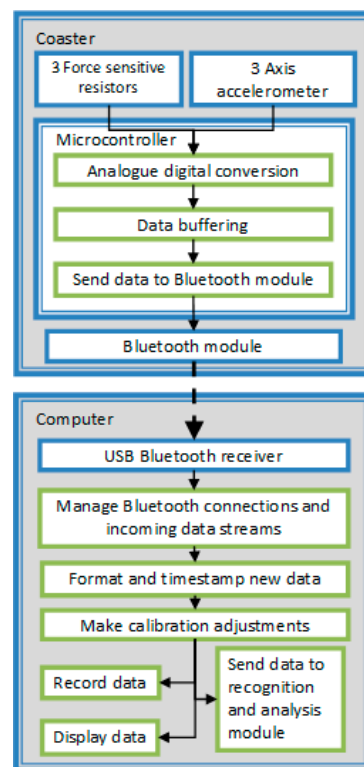 Coaster
3 Force sensitive
resistors
3 Axis
accelerometer
Microcontroller
Analogue digital conversion
Data buffering
Send data to Bluetooth module
Bluetooth module
Computer
USB Bluetooth receiver
Manage Bluetooth connections and
incoming data streams
Format and timestamp new data
Make calibration adjustments
Record data
Display data
Send data to
recognition
and analysis
module